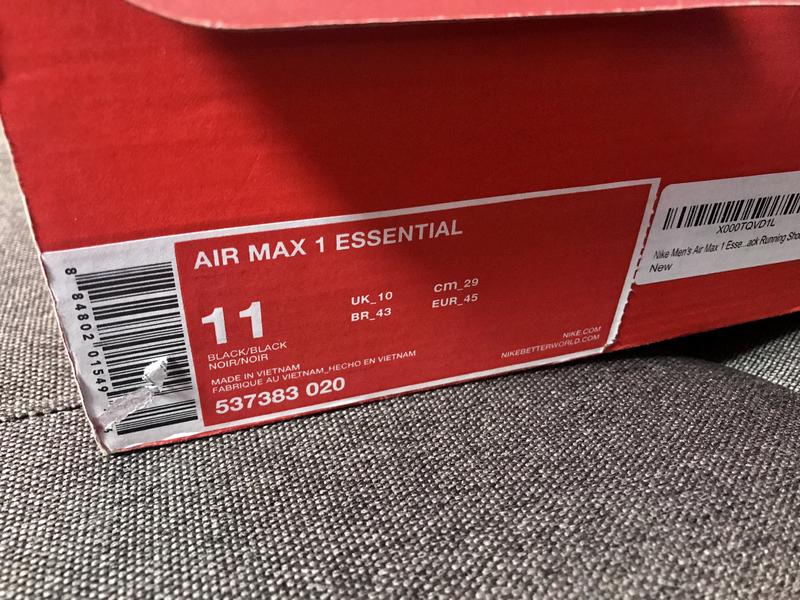 AIR MAX 1 ESSENTIAL
11
UK_10
cm_29
BR_43
EUR_45
BLACK/BLACK
NOIR/NOIR
MADE IN VIETNAM
FABRIQUE AU VIETNAM_HECHO EN VIETNAM
537383 020
NIKE.COM
NIKEBETTERWORLD.COM
8 84802 01549
X000TQVD1L
Nike Men's Air Max 1 Esse...ack Running
New